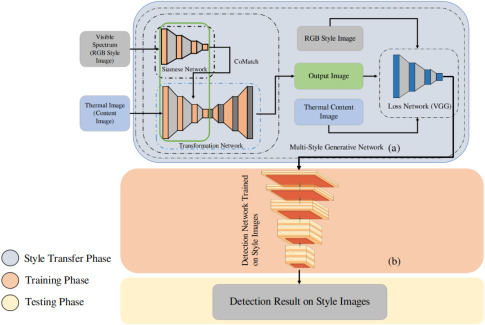 Visible
Spectrum
(RGB Style
Image)
Siamese Network
CoMatch
Thermal Image
(Content
Image)
Transformation Network
RGB Style Image
Output Image
Thermal Content
Image
Loss Network (VGG)
Multi-Style Generative Network
(a)
Detection Network Trained
on Style Images
(b)
Style Transfer Phase
Training Phase
Testing Phase
Detection Result on Style Images